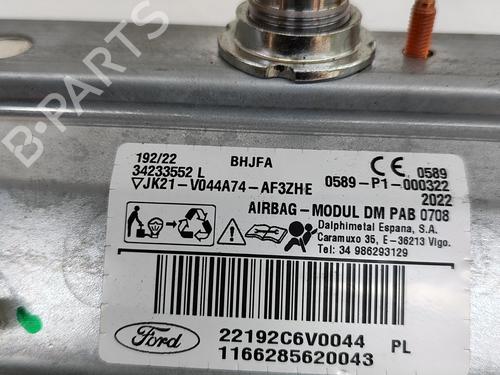 B-PARTS
192/22 BHJFA
34233552 L
JK21-V044A74-AF3ZHE
CE 0589
0589-P1-000322
2022
AIRBAG-MODUL DM PAB 0708
Dalphimetal Espana, S.A.
Caramuxo 35, E-36213 Vigo.
Tel: 34 986293129
Ford
22192C6V0044 PL
1166285620043